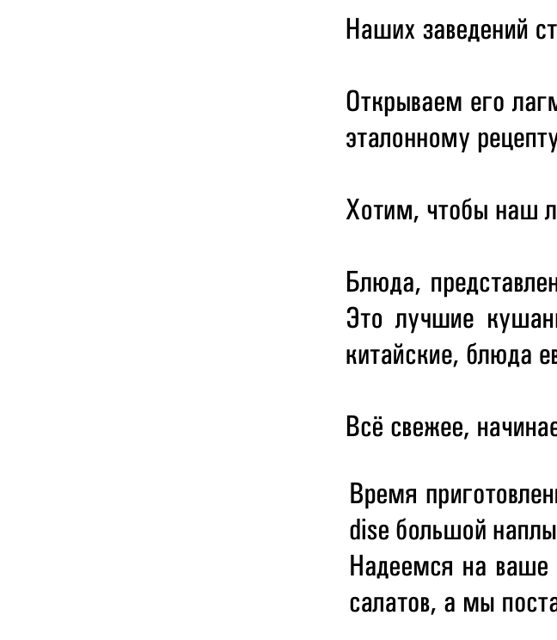 Наших заведений ст
Открываем его лагм
эталонному рецепту
Хотим, чтобы наш л
Блюда, представлен
Это лучшие кушан
китайские, блюда ев
Всё свежее, начинае
Время приготовлен
dise большой наплы
Надеемся на ваше
салатов, а мы поста